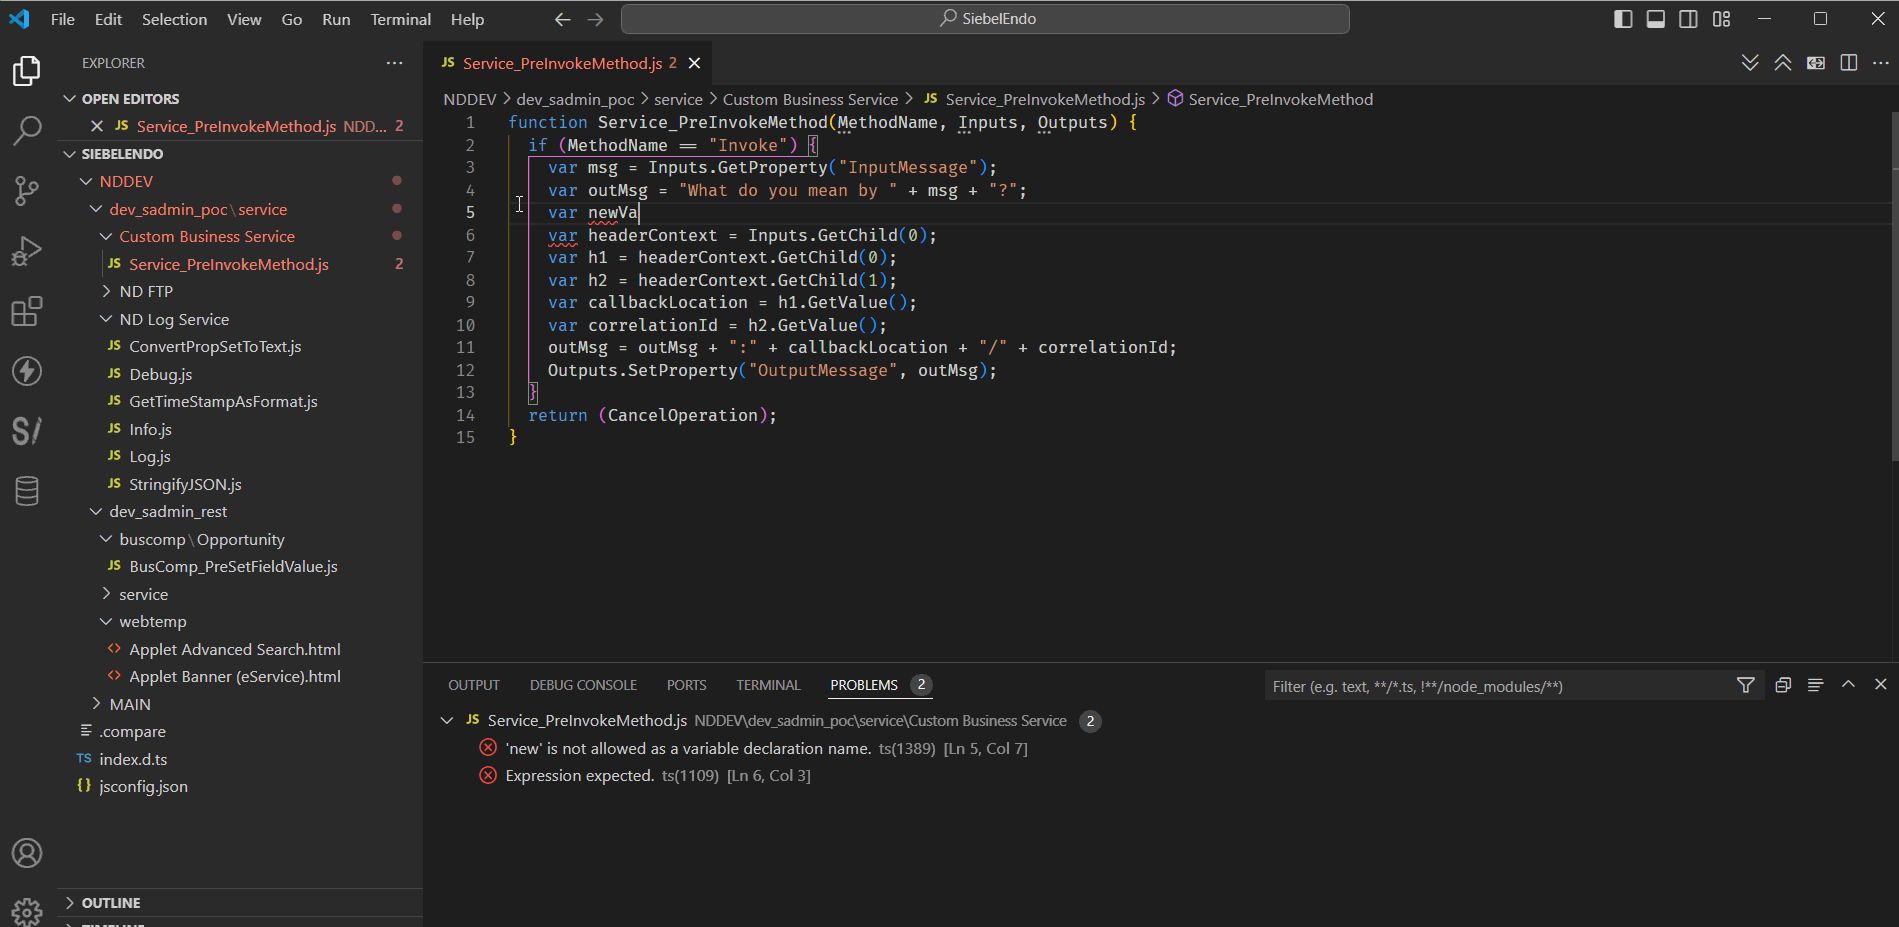 File Edit Selection View Go Run Terminal Help
SiebelEndo
EXPLORER
OPEN EDITORS
JS Service_PreInvokeMethod.js NDD... 2
SIEBELENDO
NDDEV
dev_sadmin_poc\service
Custom Business Service
JS Service_PreInvokeMethod.js 2
ND FTP
ND Log Service
JS ConvertPropSetToText.js
JS Debug.js
JS GetTimeStampAsFormat.js
JS Info.js
JS Log.js
JS StringifyJSON.js
dev_sadmin_rest
buscomp\Opportunity
JS BusComp_PreSetFieldValue.js
service
webtemp
<> Applet Advanced Search.html
<> Applet Banner (eService).html
MAIN
.compare
TS index.d.ts
{} jsconfig.json
OUTLINE
TIMELINE
JS Service_PreInvokeMethod.js 2
NDDEV > dev_sadmin_poc > service > Custom Business Service > JS Service_PreInvokeMethod.js > Service_PreInvokeMethod
1 function Service_PreInvokeMethod(MethodName, Inputs, Outputs) {
2 if (MethodName == "Invoke") {
3 var msg = Inputs.GetProperty("InputMessage");
4 var outMsg = "What do you mean by " + msg + "?";
5 var newVa
6 var headerContext = Inputs.GetChild(0);
7 var h1 = headerContext.GetChild(0);
8 var h2 = headerContext.GetChild(1);
9 var callbackLocation = h1.GetValue();
10 var correlationId = h2.GetValue();
11 outMsg = outMsg + ":" + callbackLocation + "/" + correlationId;
12 Outputs.SetProperty("OutputMessage", outMsg);
13 }
14 return (CancelOperation);
15 }
OUTPUT DEBUG CONSOLE PORTS TERMINAL PROBLEMS 2
Filter (e.g. text, **/*.ts, !**/node_modules/**)
JS Service_PreInvokeMethod.js NDDEV\dev_sadmin_poc\service\Custom Business Service 2
'new' is not allowed as a variable declaration name. ts(1389) [Ln 5, Col 7]
Expression expected. ts(1109) [Ln 6, Col 3]